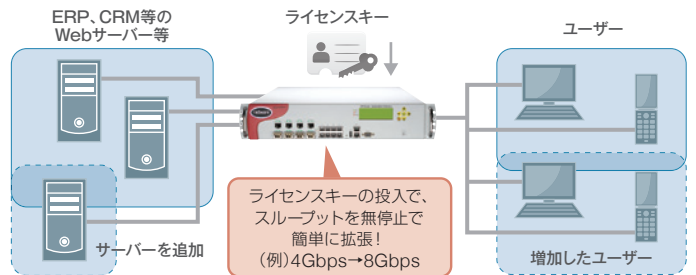 ERP、CRM等の
Webサーバー等
ライセンスキー
ユーザー
サーバーを追加
ライセンスキーの投入で、
スループットを無停止で
簡単に拡張！
（例）4Gbps→8Gbps
増加したユーザー